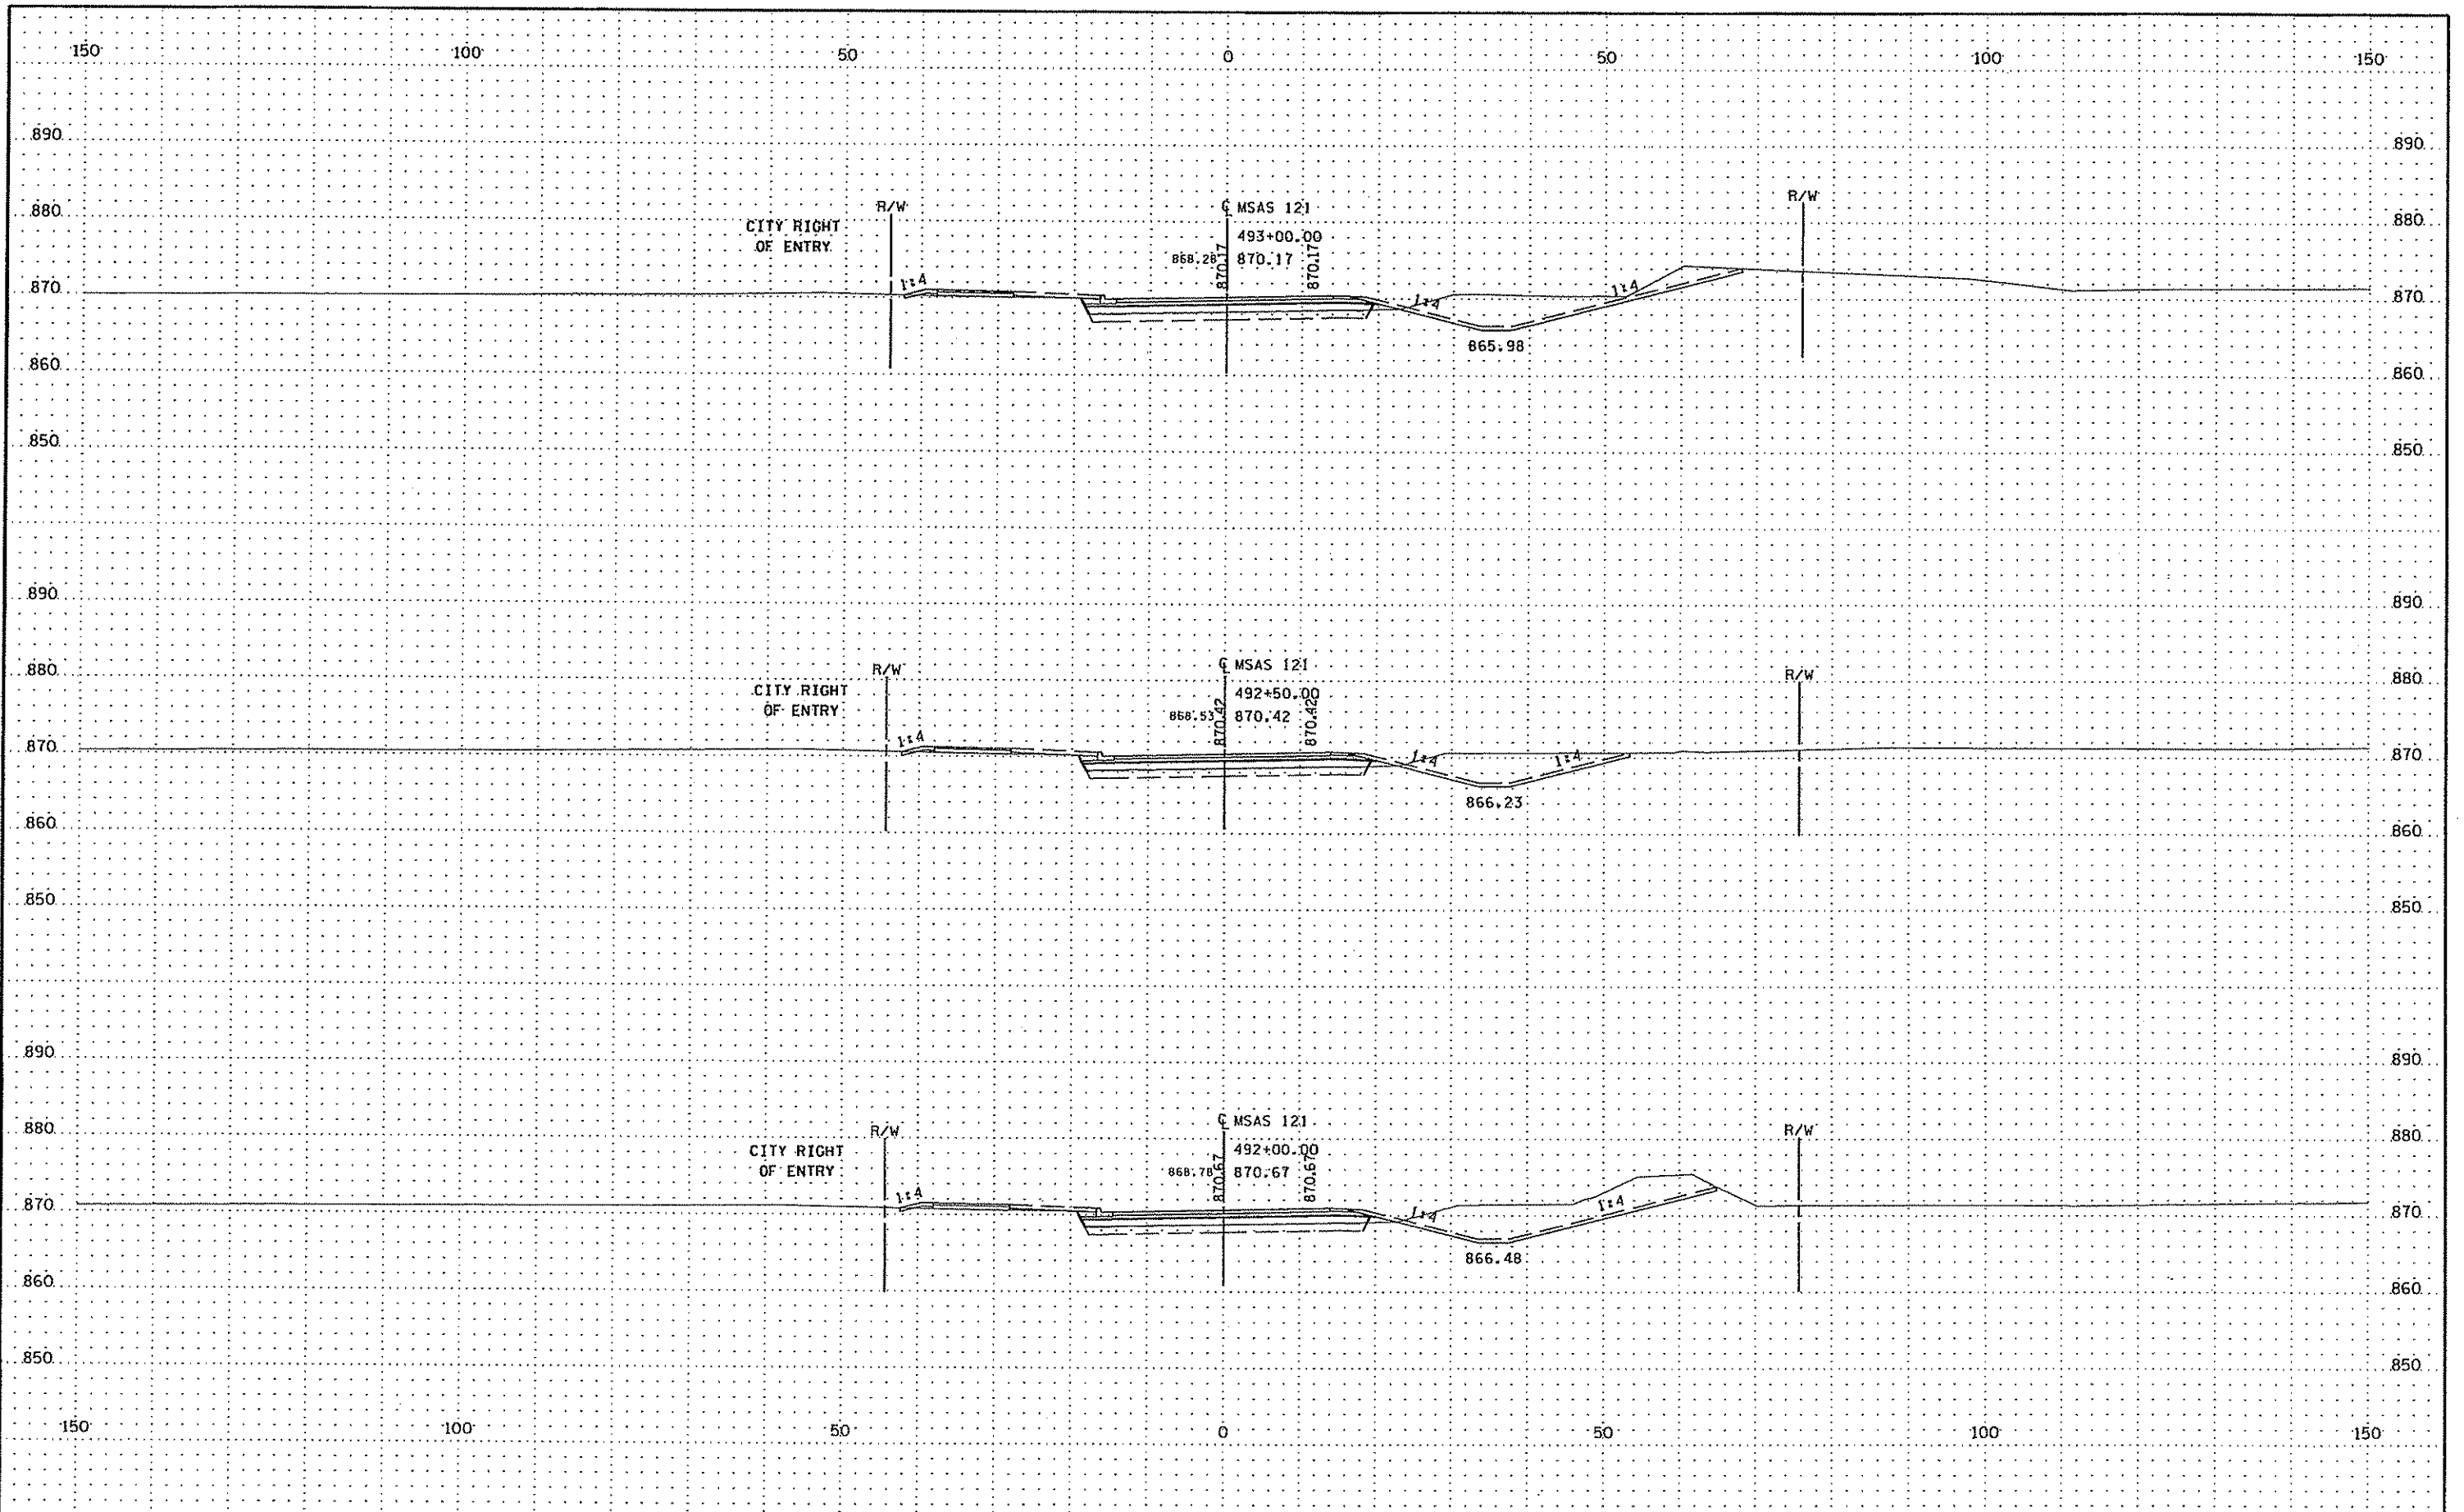 150 100 50 0 50 100 150
890 890
R/W ℄ MSAS 121 R/W
880 CITY RIGHT 493+00.00 880
OF ENTRY 868.28 870.17 870.17 870.17
870 1:4 1:4 1:4 870
865.98
860 860
850 850
890 890
R/W ℄ MSAS 121 R/W
880 CITY RIGHT 492+50.00 880
OF ENTRY 868.53 870.42 870.42 870.42
870 1:4 1:4 1:4 870
866.23
860 860
850 850
890 890
R/W ℄ MSAS 121 R/W
880 CITY RIGHT 492+00.00 880
OF ENTRY 868.78 870.67 870.67 870.67
870 1:4 1:4 1:4 870
866.48
860 860
850 850
150 100 50 0 50 100 150